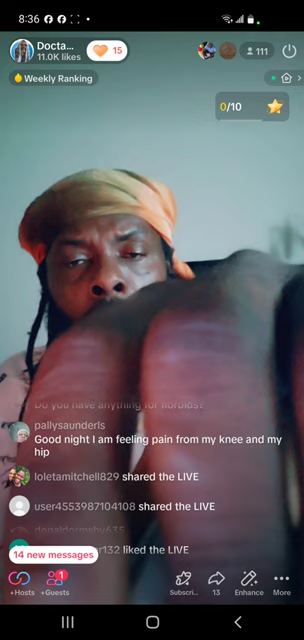 8:36
Docta...
11.0K likes
15
111
Weekly Ranking
0/10
Do you have anything for fibroids?
pallysaunderls
Good night I am feeling pain from my knee and my
hip
loletamitchell829 shared the LIVE
user4553987104108 shared the LIVE
donaldormsby635
14 new messages
r132 liked the LIVE
+Hosts
1
+Guests
Subscri...
13
Enhance
More